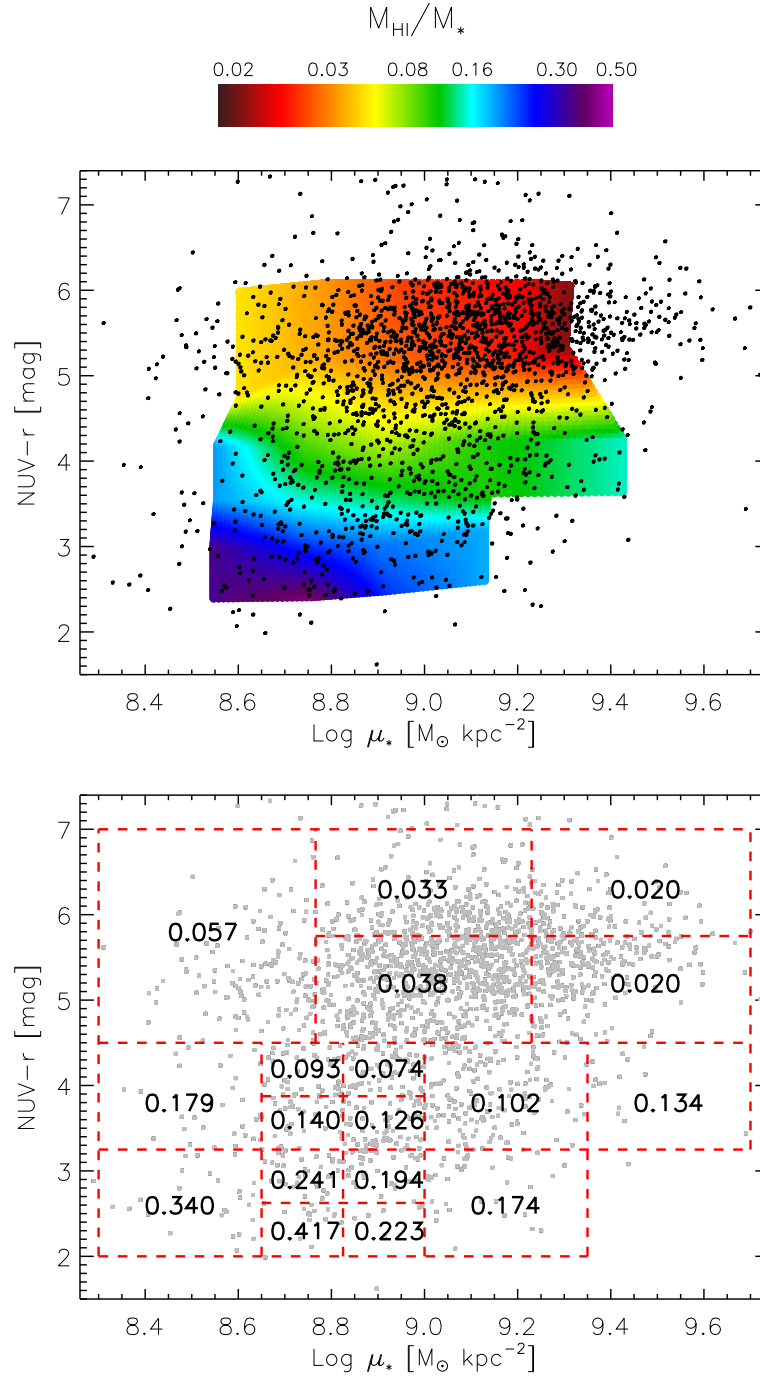 M_HI/M_*
0.02 0.03 0.08 0.16 0.30 0.50
7
6
5
4
3
2
NUV-r [mag]
8.4 8.6 8.8 9.0 9.2 9.4 9.6
Log μ_* [M_⊙ kpc^-2]
7
6
5
4
3
2
NUV-r [mag]
0.033 0.020
0.057
0.038 0.020
0.093 0.074
0.179 0.140 0.126 0.102 0.134
0.241 0.194
0.340 0.174
0.417 0.223
8.4 8.6 8.8 9.0 9.2 9.4 9.6
Log μ_* [M_⊙ kpc^-2]